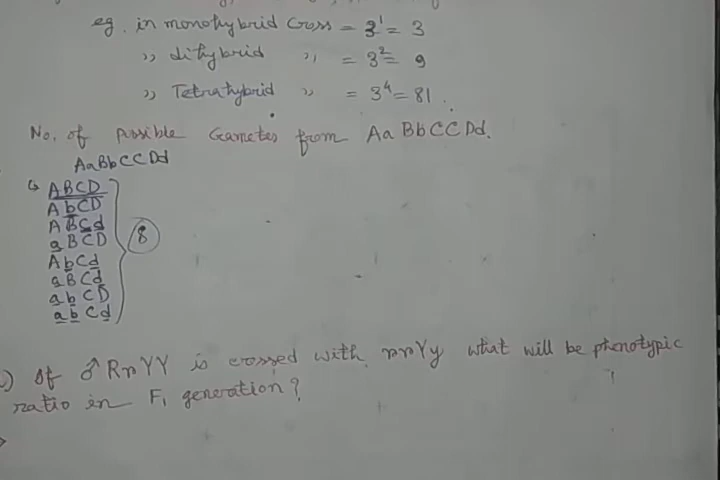 eg. in monohybrid Cross = 3¹ = 3
,, dihybrid ,, = 3² = 9
,, Tetrahybrid ,, = 3⁴ = 81.
No. of possible Gametes from AaBbCCDd.
AaBbCCDd
ABCD
AbCD
ABCd
aBCD
AbCd
aBCd
abCD
abCd
8
If ♂ RrYY is crossed with rrYy what will be phenotypic
ratio in F₁ generation?